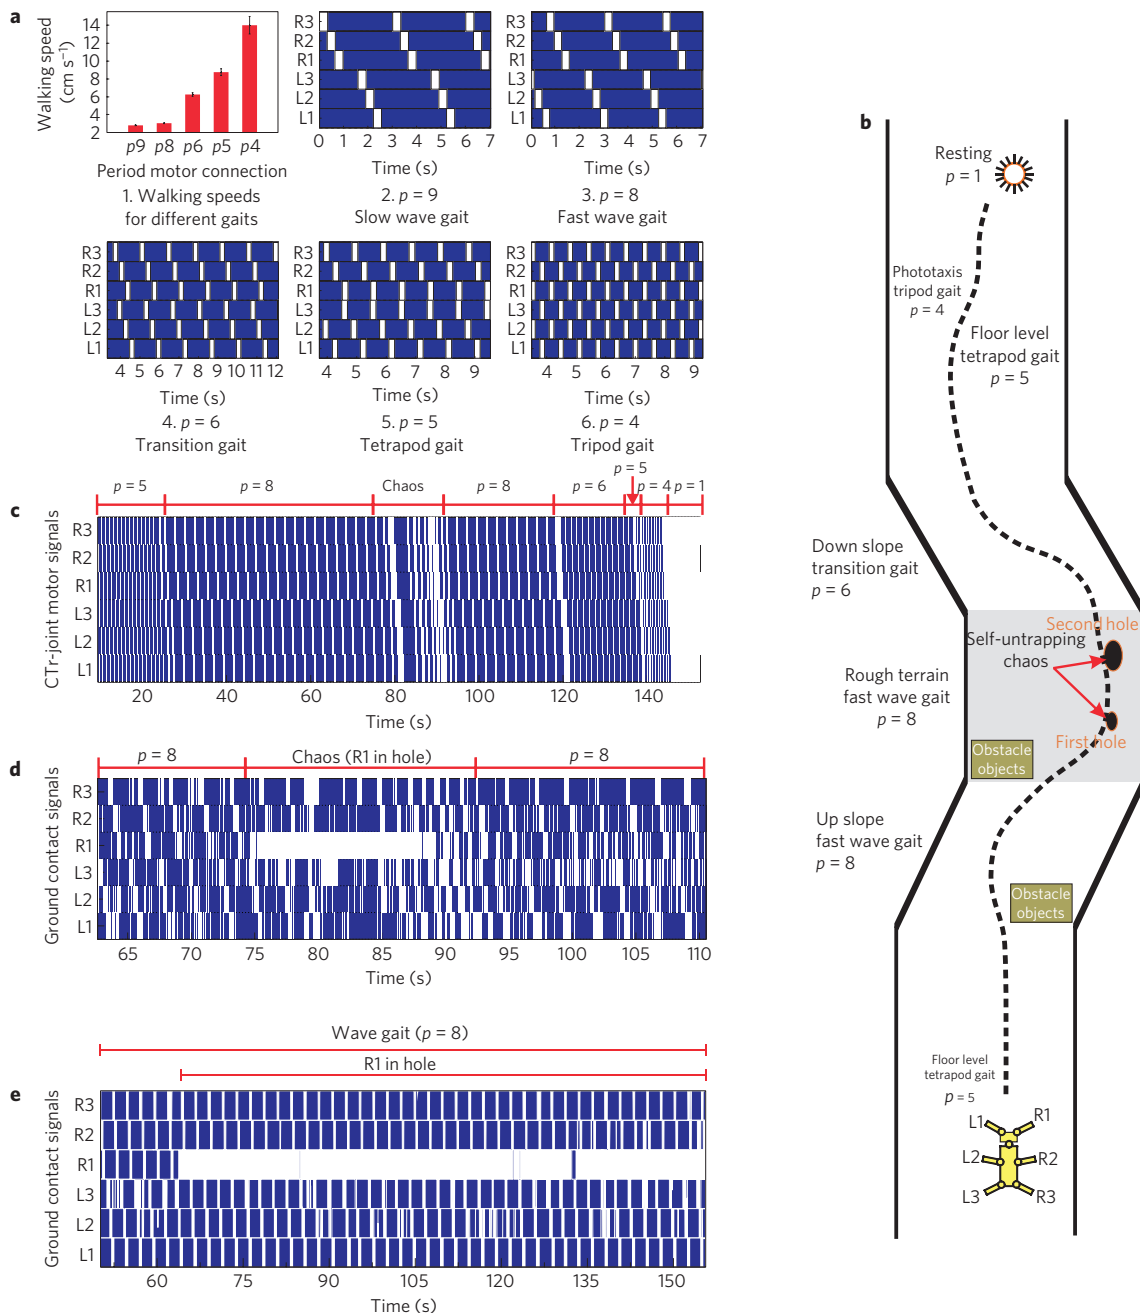 a
Walking speed
(cm s⁻¹)
14
12
10
8
6
4
2
p9 p8 p6 p5 p4
Period motor connection
1. Walking speeds
for different gaits
R3
R2
R1
L3
L2
L1
0 1 2 3 4 5 6 7
Time (s)
2. p = 9
Slow wave gait
R3
R2
R1
L3
L2
L1
0 1 2 3 4 5 6 7
Time (s)
3. p = 8
Fast wave gait
R3
R2
R1
L3
L2
L1
4 5 6 7 8 9 10 11 12
Time (s)
4. p = 6
Transition gait
R3
R2
R1
L3
L2
L1
4 5 6 7 8 9
Time (s)
5. p = 5
Tetrapod gait
R3
R2
R1
L3
L2
L1
4 5 6 7 8 9
Time (s)
6. p = 4
Tripod gait
b
Resting
p = 1
Phototaxis
tripod gait
p = 4
Floor level
tetrapod gait
p = 5
Down slope
transition gait
p = 6
Second hole
Self-untrapping
chaos
Rough terrain
fast wave gait
p = 8
First hole
Obstacle
objects
Up slope
fast wave gait
p = 8
Obstacle
objects
Floor level
tetrapod gait
p = 5
L1 R1
L2 R2
L3 R3
c
p = 5 p = 8 Chaos p = 8 p = 6 p = 5 p = 4 p = 1
CTr-joint motor signals
R3
R2
R1
L3
L2
L1
20 40 60 80 100 120 140
Time (s)
d
p = 8 Chaos (R1 in hole) p = 8
Ground contact signals
R3
R2
R1
L3
L2
L1
65 70 75 80 85 90 95 100 105 110
Time (s)
e
Wave gait (p = 8)
R1 in hole
Ground contact signals
R3
R2
R1
L3
L2
L1
60 75 90 105 120 135 150
Time (s)